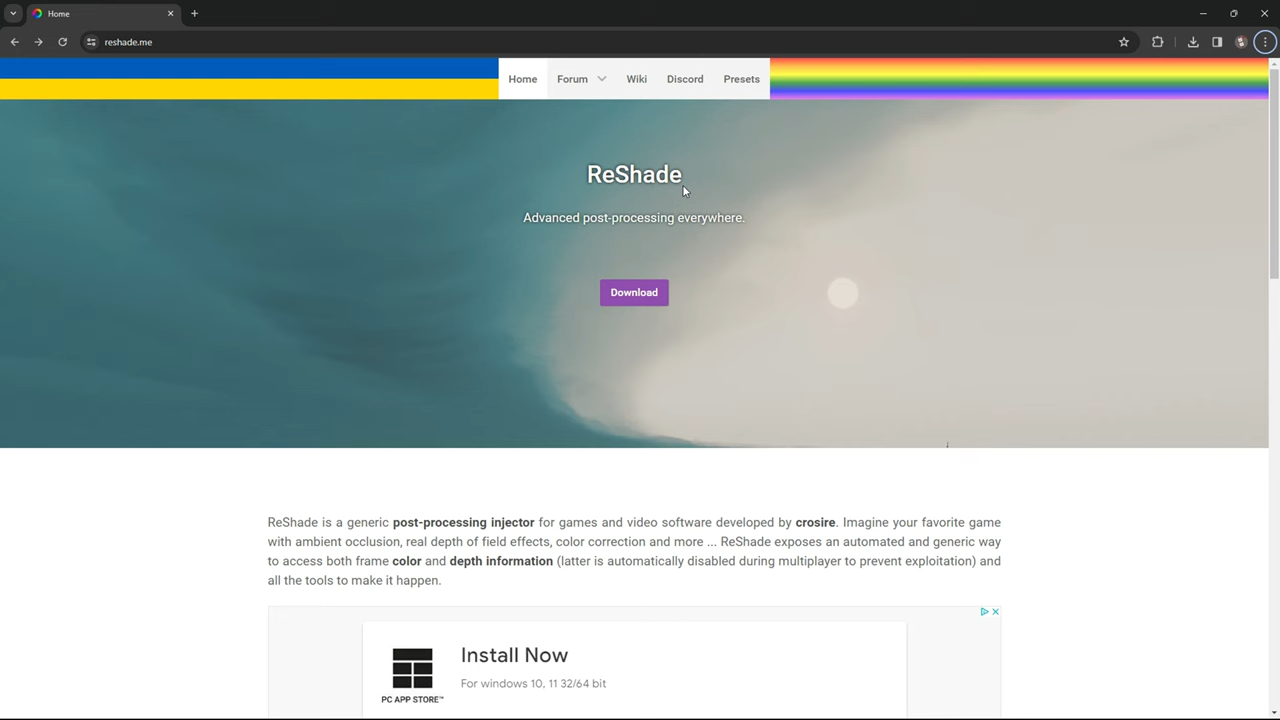 Home
reshade.me
Home
Forum
Wiki
Discord
Presets
ReShade
Advanced post-processing everywhere.
Download
ReShade is a generic post-processing injector for games and video software developed by crosire. Imagine your favorite game
with ambient occlusion, real depth of field effects, color correction and more ... ReShade exposes an automated and generic way
to access both frame color and depth information (latter is automatically disabled during multiplayer to prevent exploitation) and
all the tools to make it happen.
Install Now
For windows 10, 11 32/64 bit
PC APP STORE™